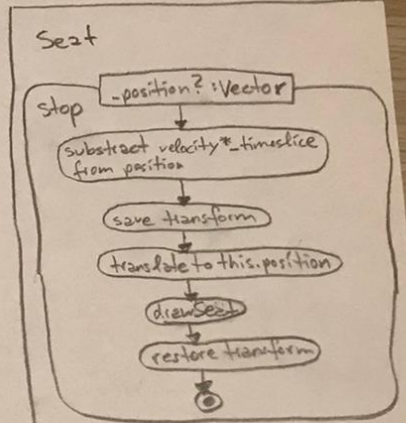 Seat
_position? : Vector
stop
substract velocity*_timeslice
from position
save transform
translate to this.position
drawSeat
restore transform